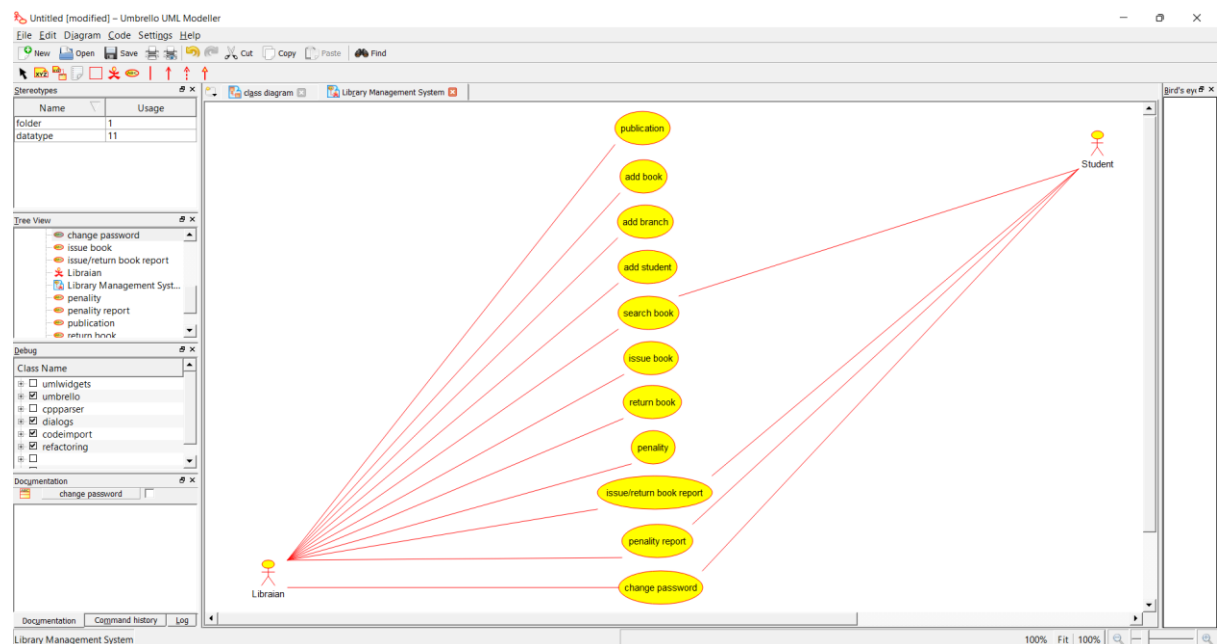 Untitled [modified] – Umbrello UML Modeller
File Edit Diagram Code Settings Help
New Open Save Cut Copy Paste Find
XYZ
Stereotypes
Name Usage
folder 1
datatype 11
Tree View
change password
issue book
issue/return book report
Libraian
Library Management Syst...
penality
penality report
publication
return book
Debug
Class Name
umlwidgets
umbrello
cppparser
dialogs
codeimport
refactoring
Documentation
change password
Documentation Command history Log
Library Management System
class diagram Library Management System
publication
add book
add branch
add student
search book
issue book
return book
penality
issue/return book report
penality report
change password
Libraian
Student
Bird's eye
100% Fit 100%